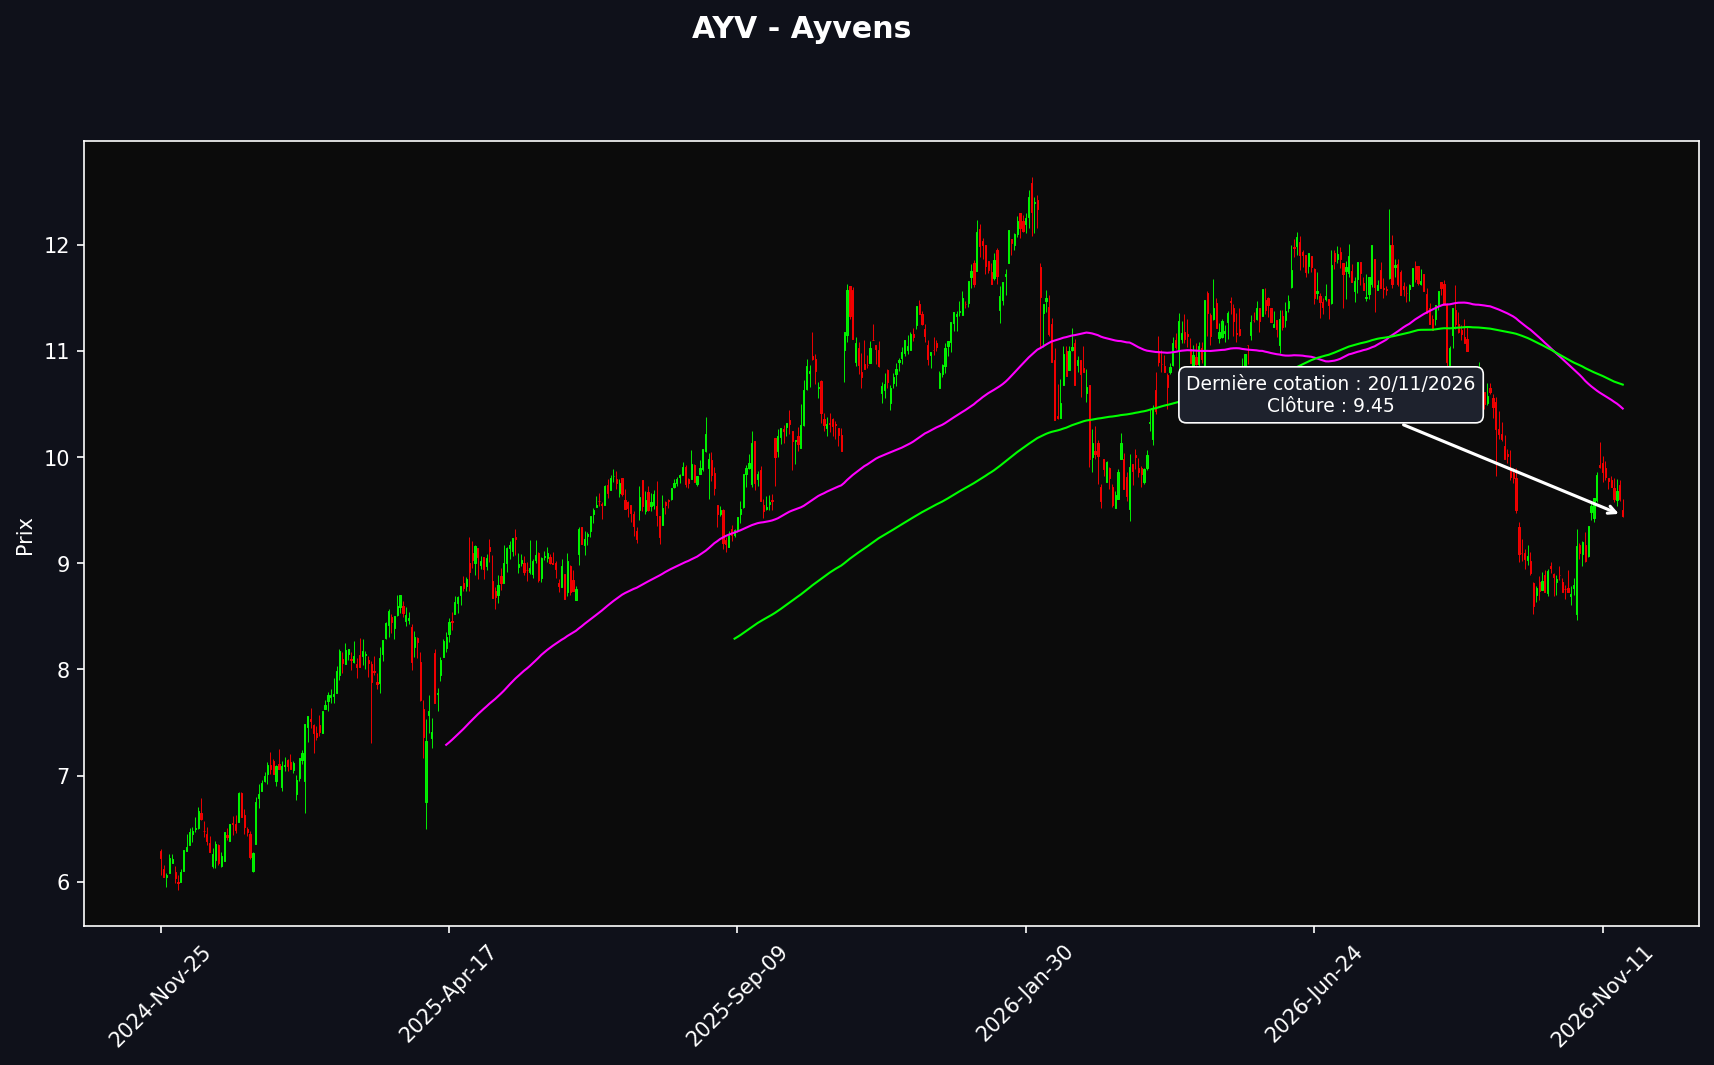 AYV - Ayvens
Prix
12
11
10
9
8
7
6
Dernière cotation : 20/11/2026
Clôture : 9.45
2024-Nov-25
2025-Apr-17
2025-Sep-09
2026-Jan-30
2026-Jun-24
2026-Nov-11